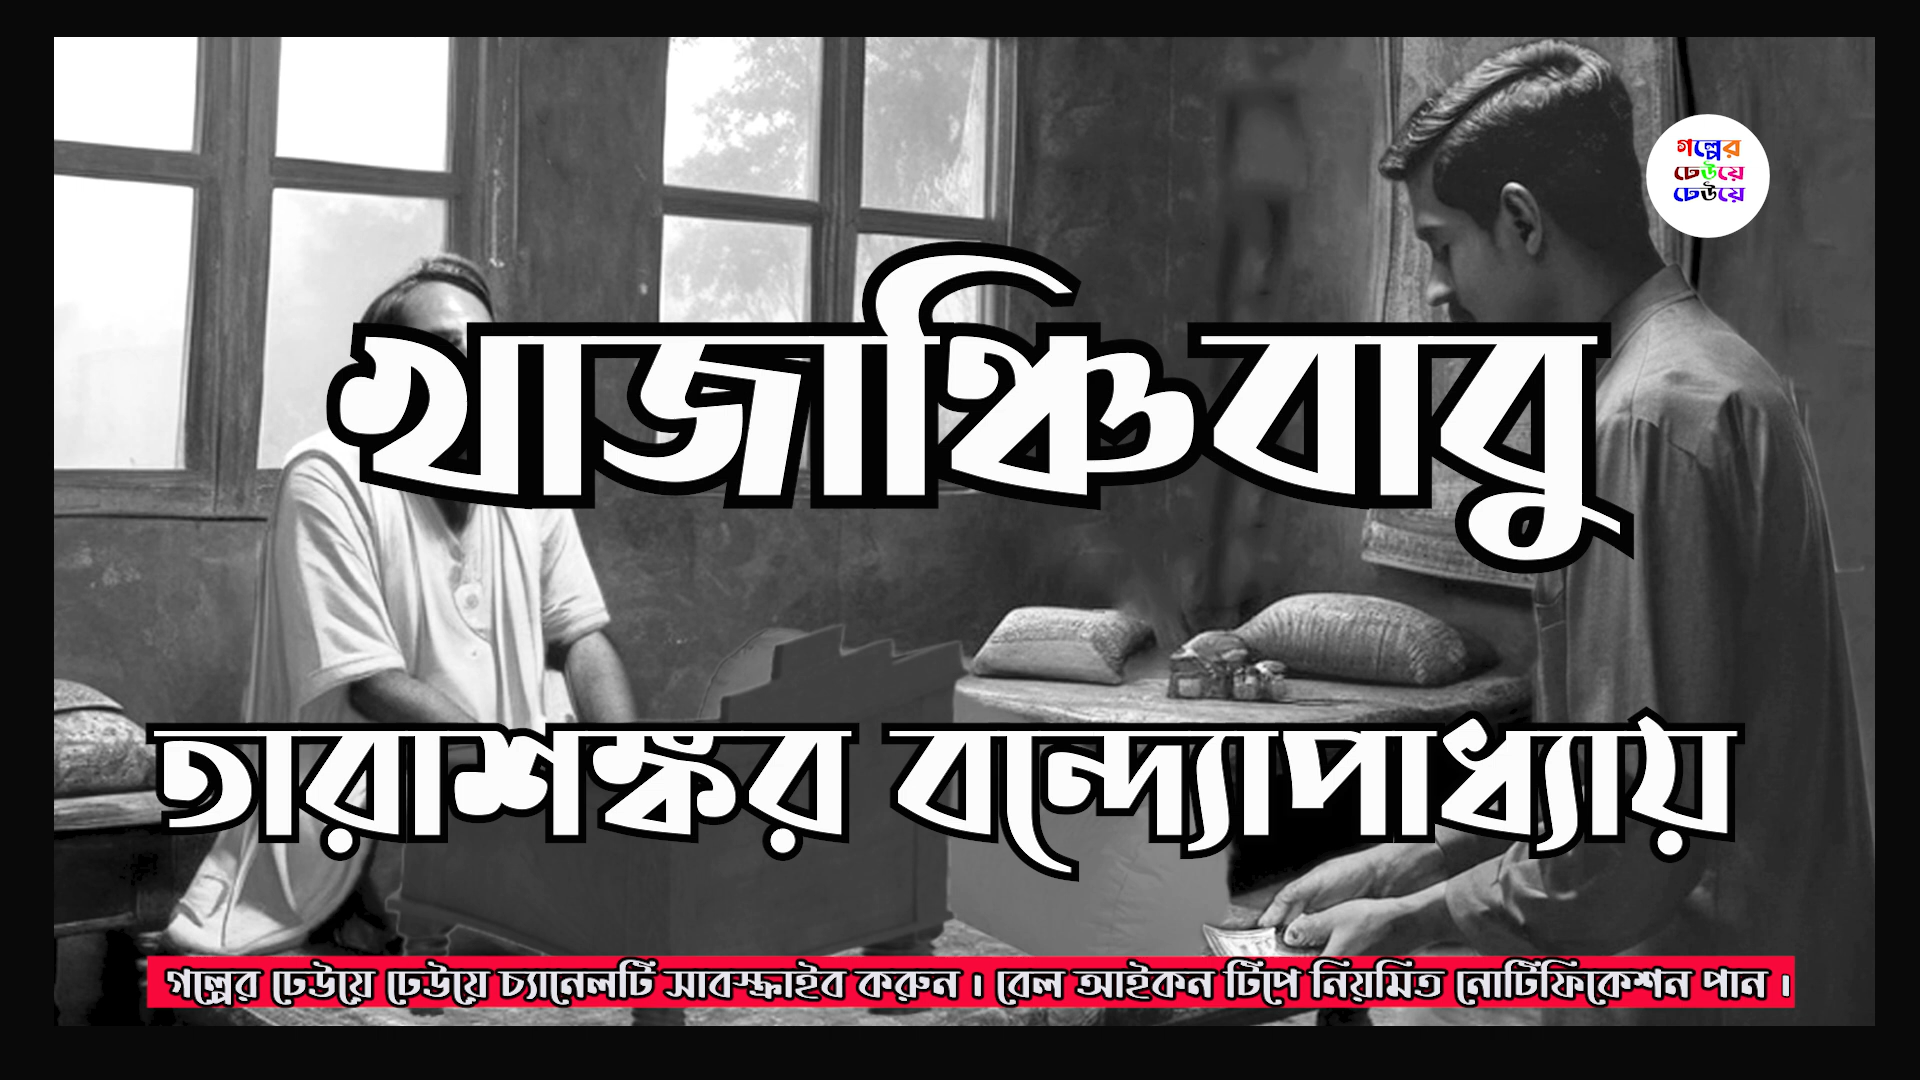 গল্পের
ঢেউয়ে
ঢেউয়ে
খাজাঞ্চিবাবু
তারাশঙ্কর বন্দ্যোপাধ্যায়
গল্পের ঢেউয়ে ঢেউয়ে চ্যানেলটি সাবস্ক্রাইব করুন । বেল আইকন টিপে নিয়মিত নোটিফিকেশন পান ।